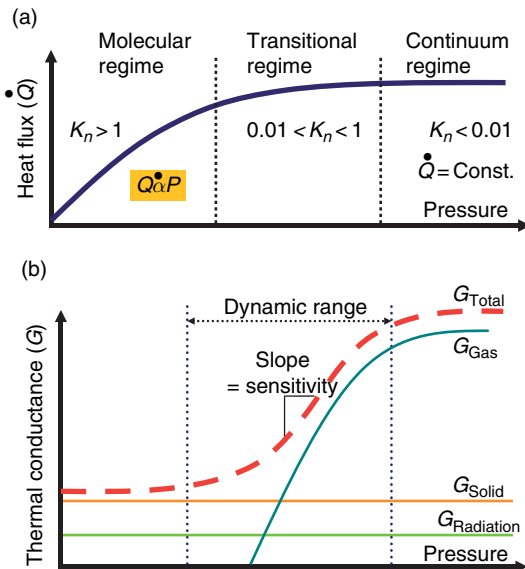 (a)
Molecular regime
Transitional regime
Continuum regime
Heat flux (Q̇)
Kn > 1
0.01 < Kn < 1
Kn < 0.01
Q̇αP
Q̇ = Const.
Pressure
(b)
Thermal conductance (G)
Dynamic range
Slope
= sensitivity
GTotal
GGas
GSolid
GRadiation
Pressure